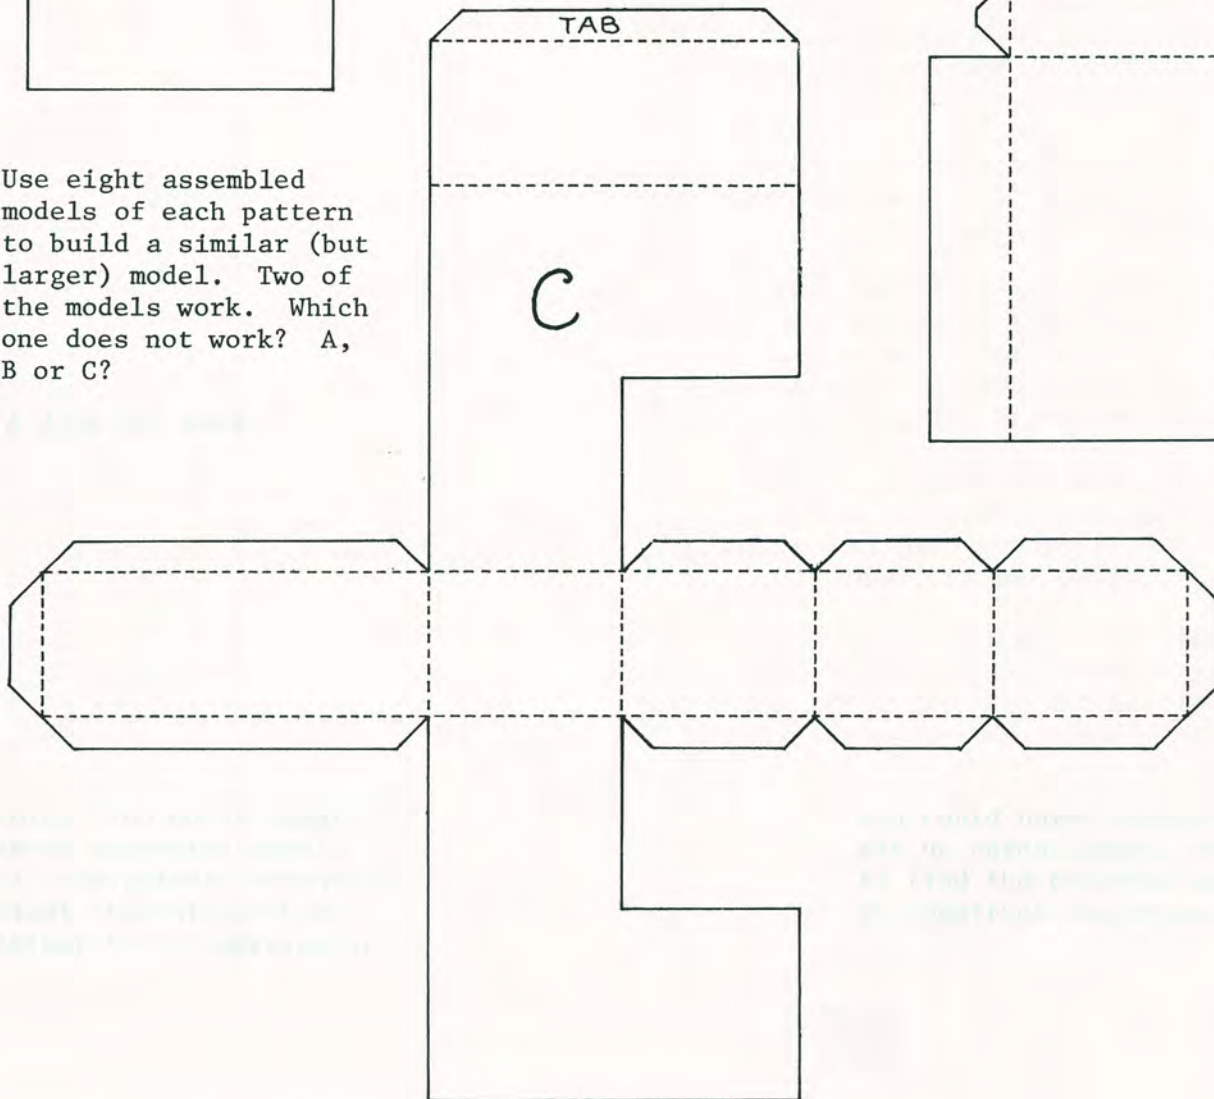 TAB
Use eight assembled
models of each pattern
to build a similar (but
larger) model. Two of
the models work. Which
one does not work? A,
B or C?
C